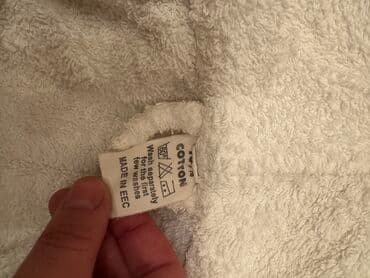 COTTON
Wash separately
for the first
few washes
MADE IN EEC